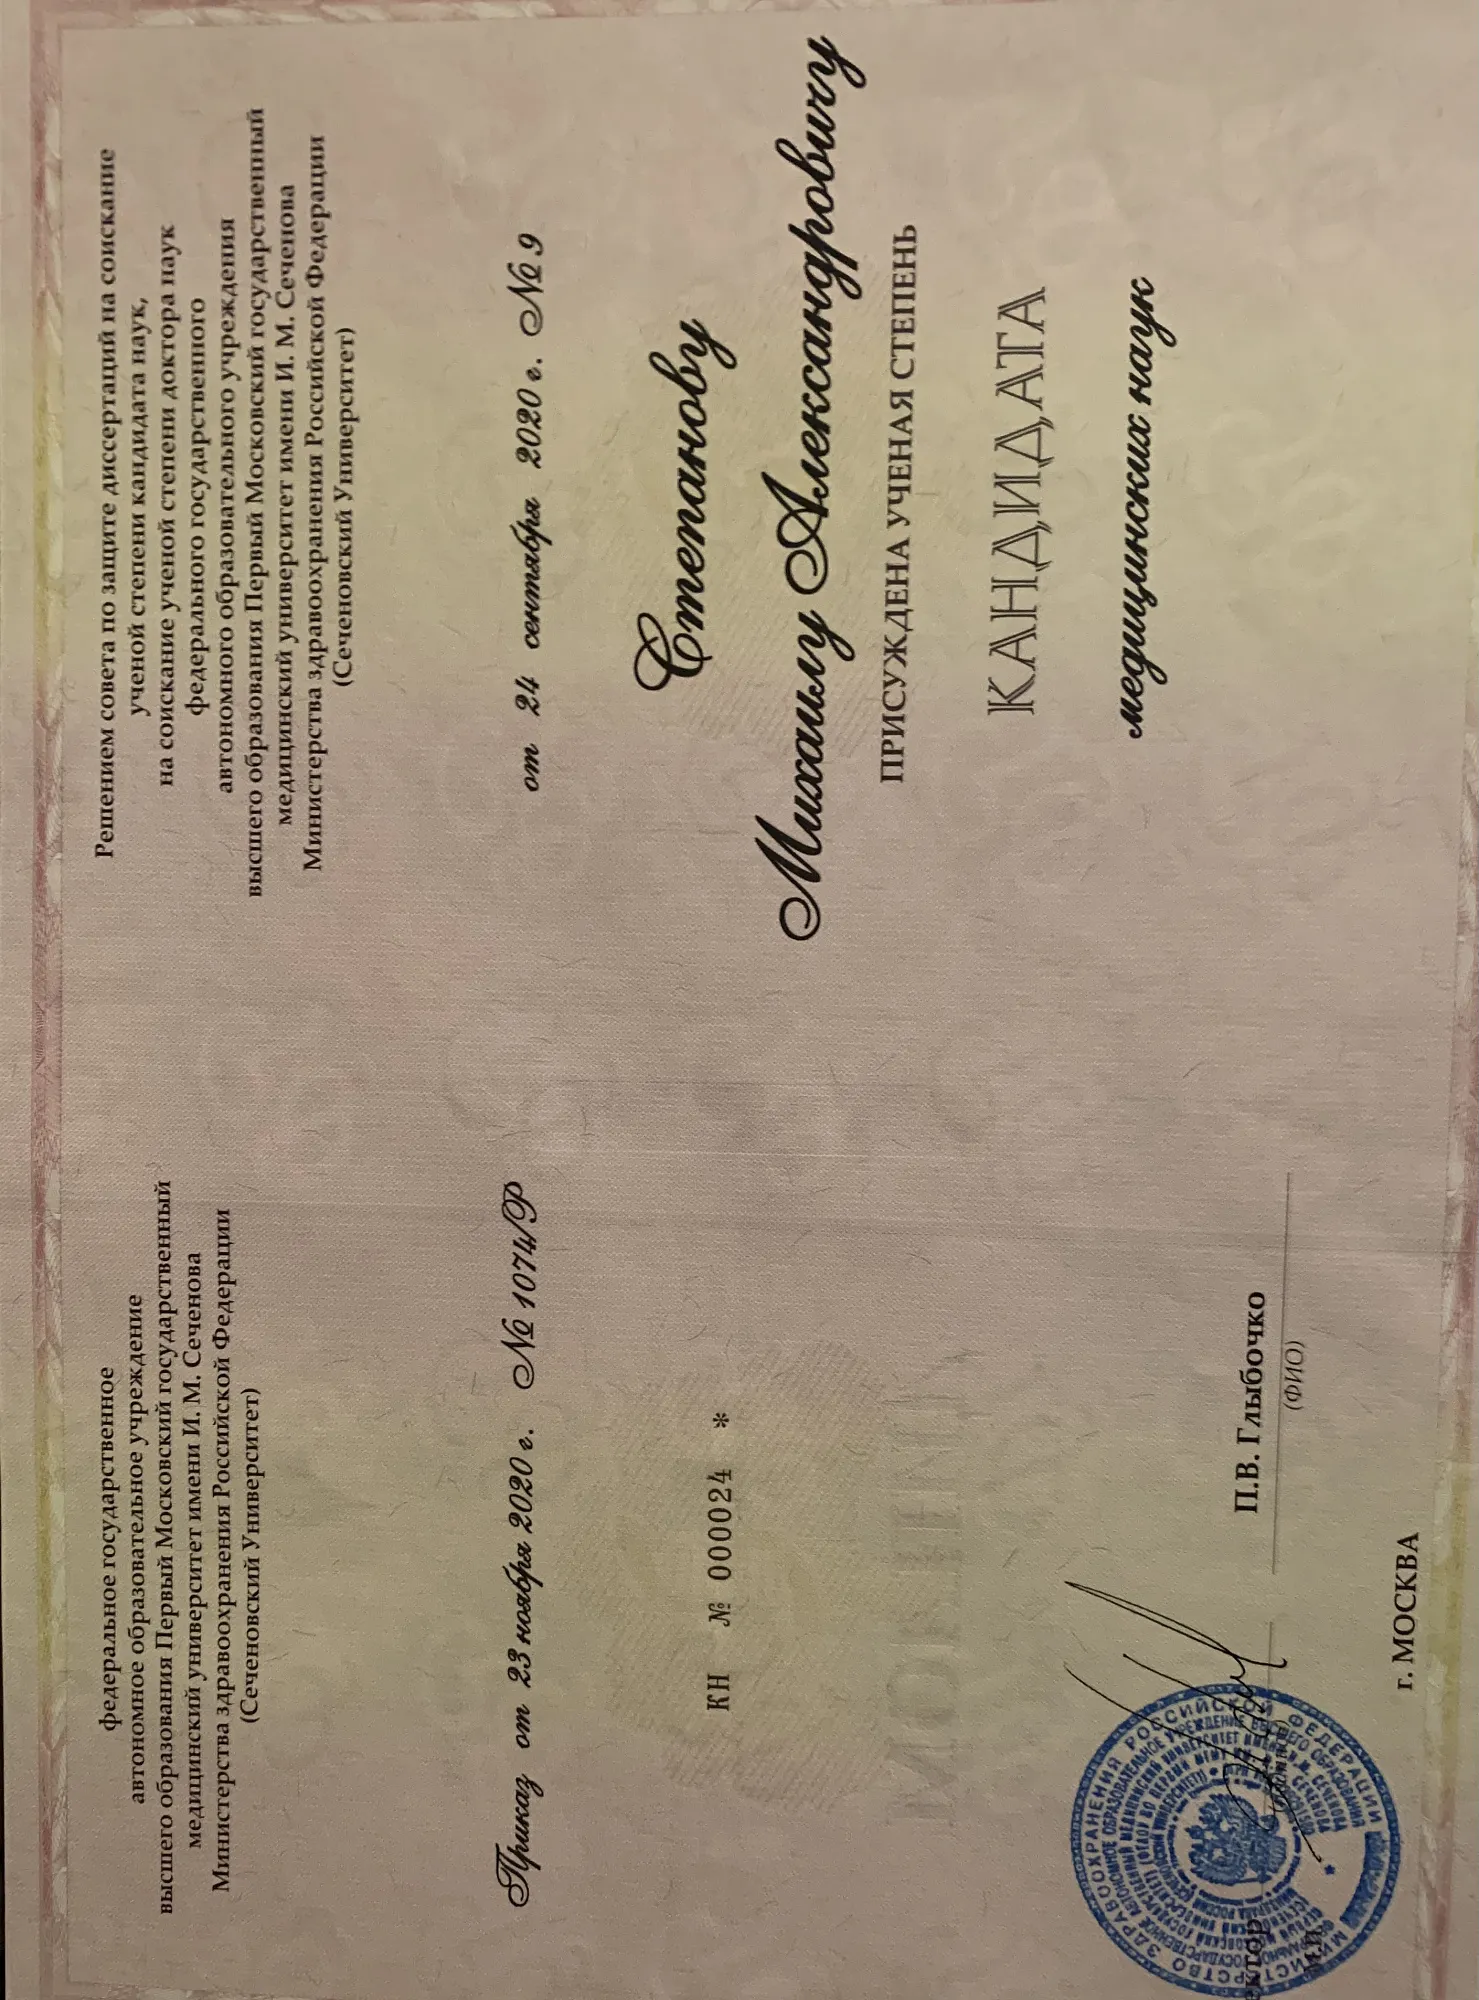 федеральное государственное
автономное образовательное учреждение
высшего образования Первый Московский государственный
медицинский университет имени И. М. Сеченова
Министерства здравоохранения Российской Федерации
(Сеченовский Университет)
Приказ от 23 ноября 2020 г. № 1074/Р
КН № 000024 *
П.В. Глыбочко
(ФИО)
М.П.
г. МОСКВА
Решением совета по защите диссертаций на соискание
ученой степени кандидата наук,
на соискание ученой степени доктора наук
федерального государственного
автономного образовательного учреждения
высшего образования Первый Московский государственный
медицинский университет имени И. М. Сеченова
Министерства здравоохранения Российской Федерации
(Сеченовский Университет)
от 24 сентября 2020 г. № 9
Степанову
Михаилу Александровичу
ПРИСУЖДЕНА УЧЕНАЯ СТЕПЕНЬ
КАНДИДАТА
медицинских наук